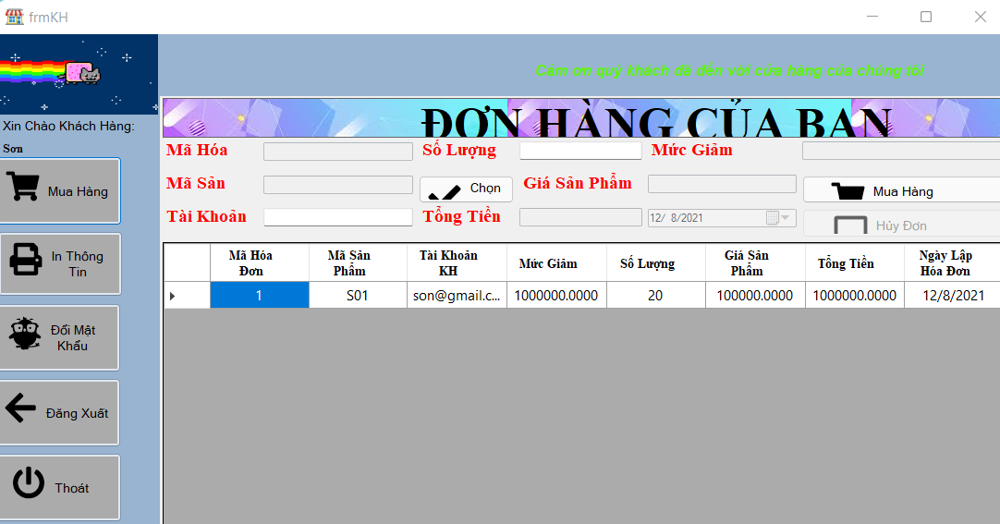 frmKH
Cảm ơn quý khách đã đến với cửa hàng của chúng tôi
Xin Chào Khách Hàng:
Sơn
Mua Hàng
In Thông
Tin
Đổi Mật
Khẩu
Đăng Xuất
Thoát
ĐƠN HÀNG CỦA BẠN
Mã Hóa
Số Lượng
Mức Giảm
Mã Sản
Chọn
Giá Sản Phẩm
Mua Hàng
Tài Khoản
Tổng Tiền
12/ 8/2021
Hủy Đơn
Mã Hóa
Đơn
Mã Sản
Phẩm
Tài Khoản
KH
Mức Giảm
Số Lượng
Giá Sản
Phẩm
Tổng Tiền
Ngày Lập
Hóa Đơn
1 S01 son@gmail.c... 1000000.0000 20 100000.0000 1000000.0000 12/8/2021